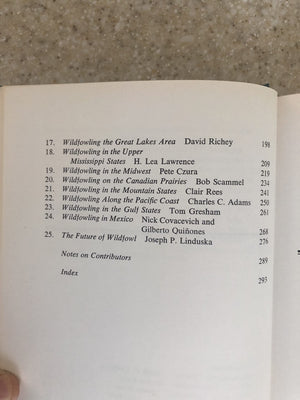 17. Wildfowling the Great Lakes Area David Richey 198
18. Wildfowling in the Upper
Mississippi States H. Lea Lawrence 209
19. Wildfowling in the Midwest Pete Czura 219
20. Wildfowling on the Canadian Prairies Bob Scammel 234
21. Wildfowling in the Mountain States Clair Rees 241
22. Wildfowling Along the Pacific Coast Charles C. Adams 250
23. Wildfowling in the Gulf States Tom Gresham 261
24. Wildfowling in Mexico Nick Covacevich and
Gilberto Quiñones 268
25. The Future of Wildfowl Joseph P. Linduska 276
Notes on Contributors 289
Index 293